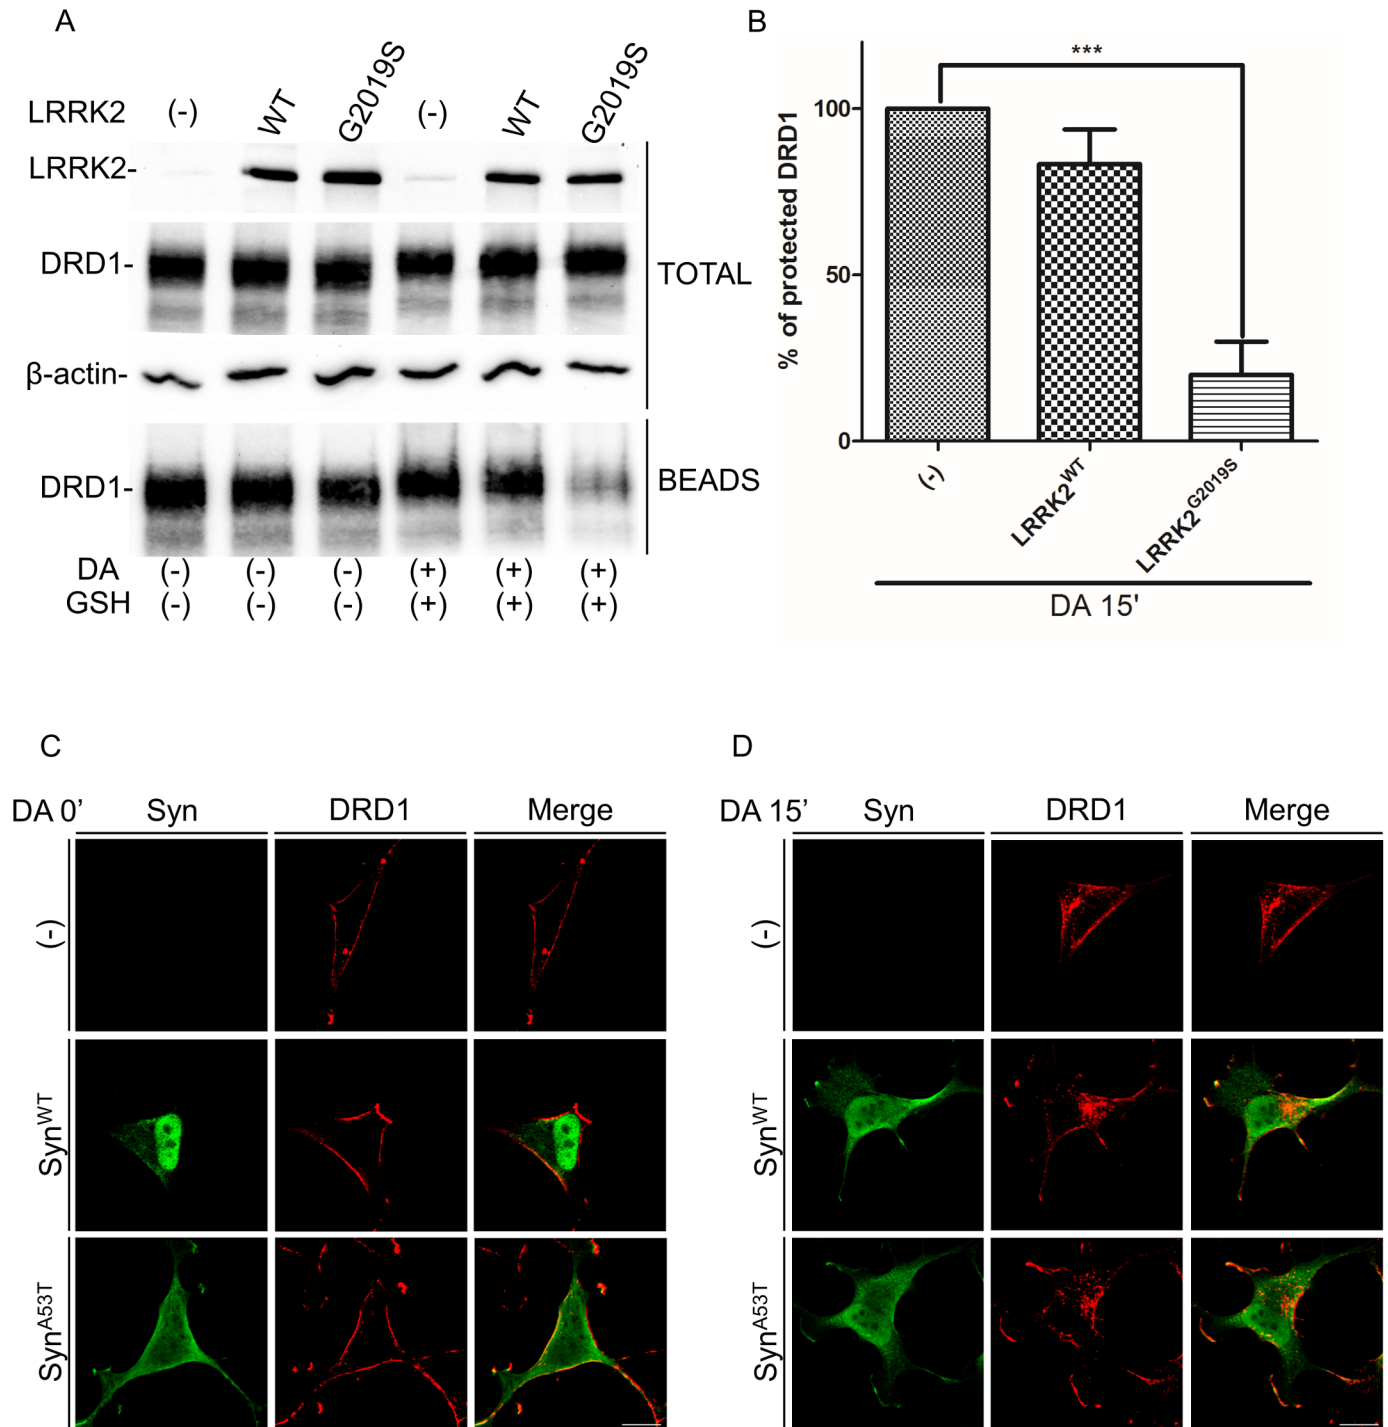 A
LRRK2 (-) WT G2019S (-) WT G2019S
LRRK2-
DRD1-
TOTAL
β-actin-
DRD1-
BEADS
DA (-) (-) (-) (+) (+) (+)
GSH (-) (-) (-) (+) (+) (+)
B
***
% of protected DRD1
100
50
0
(-) LRRK2WT LRRK2G2019S
DA 15'
C
DA 0’ Syn DRD1 Merge
(-)
SynWT
SynA53T
D
DA 15’ Syn DRD1 Merge
(-)
SynWT
SynA53T